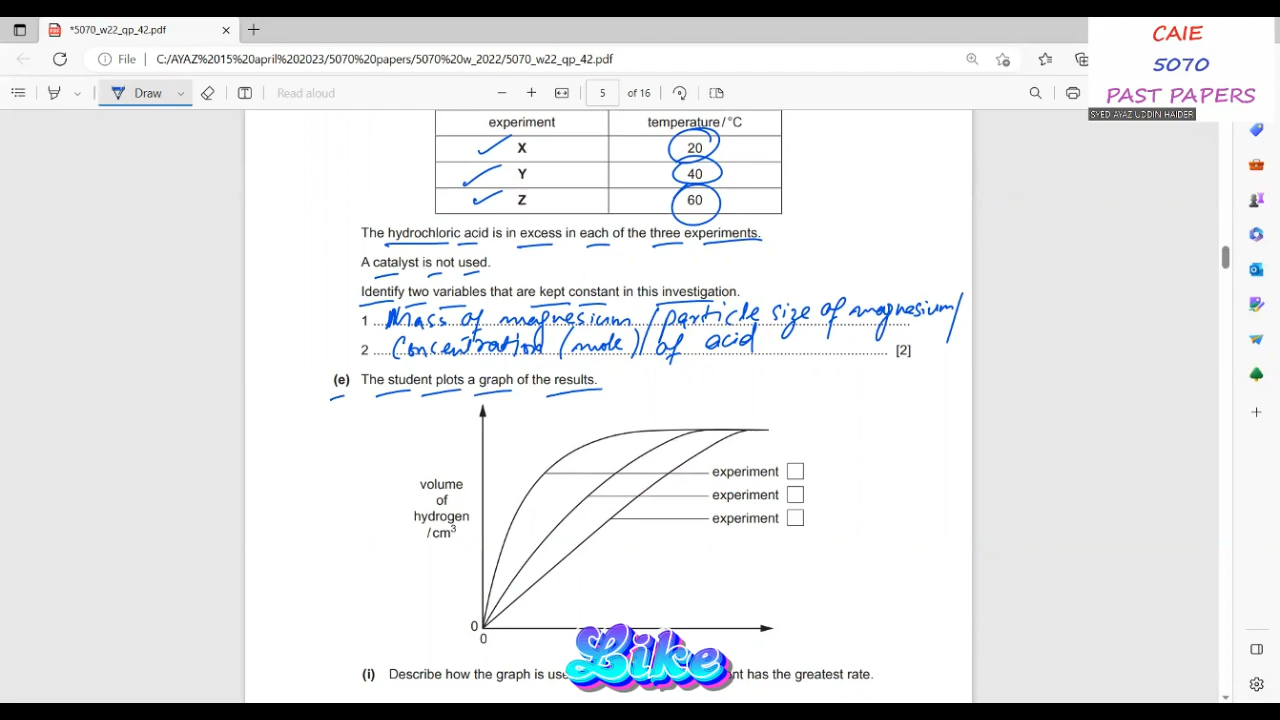 *5070_w22_qp_42.pdf
File C:/AYAZ%2015%20april%202023/5070%20papers/5070%20w_2022/5070_w22_qp_42.pdf
CAIE
5070
PAST PAPERS
SYED AYAZ UDDIN HAIDER
Draw Read aloud 5 of 16
experiment temperature/°C
X 20
Y 40
Z 60
The hydrochloric acid is in excess in each of the three experiments.
A catalyst is not used.
Identify two variables that are kept constant in this investigation.
1 Mass of magnesium / particle size of magnesium/
2 Concentration (mole) / of acid [2]
(e) The student plots a graph of the results.
volume
of
hydrogen
/cm³
experiment
experiment
experiment
0
0
Like
(i) Describe how the graph is has the greatest rate.